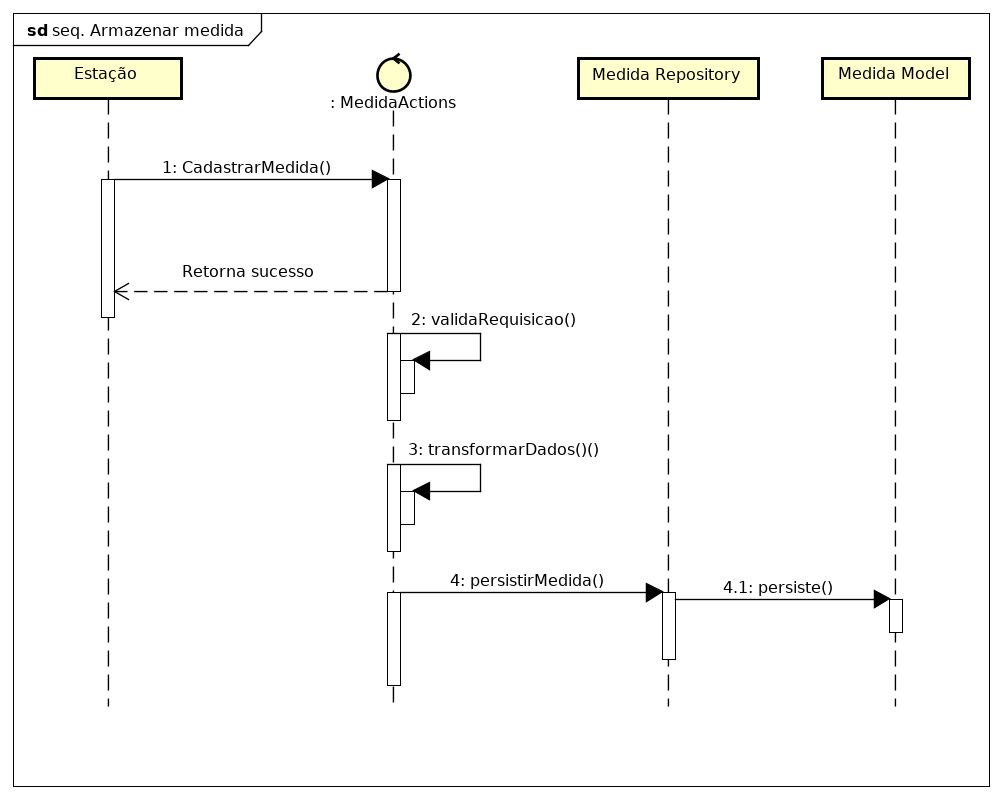 sd seq. Armazenar medida
Estação
: MedidaActions
Medida Repository
Medida Model
1: CadastrarMedida()
Retorna sucesso
2: validaRequisicao()
3: transformarDados()()
4: persistirMedida()
4.1: persiste()